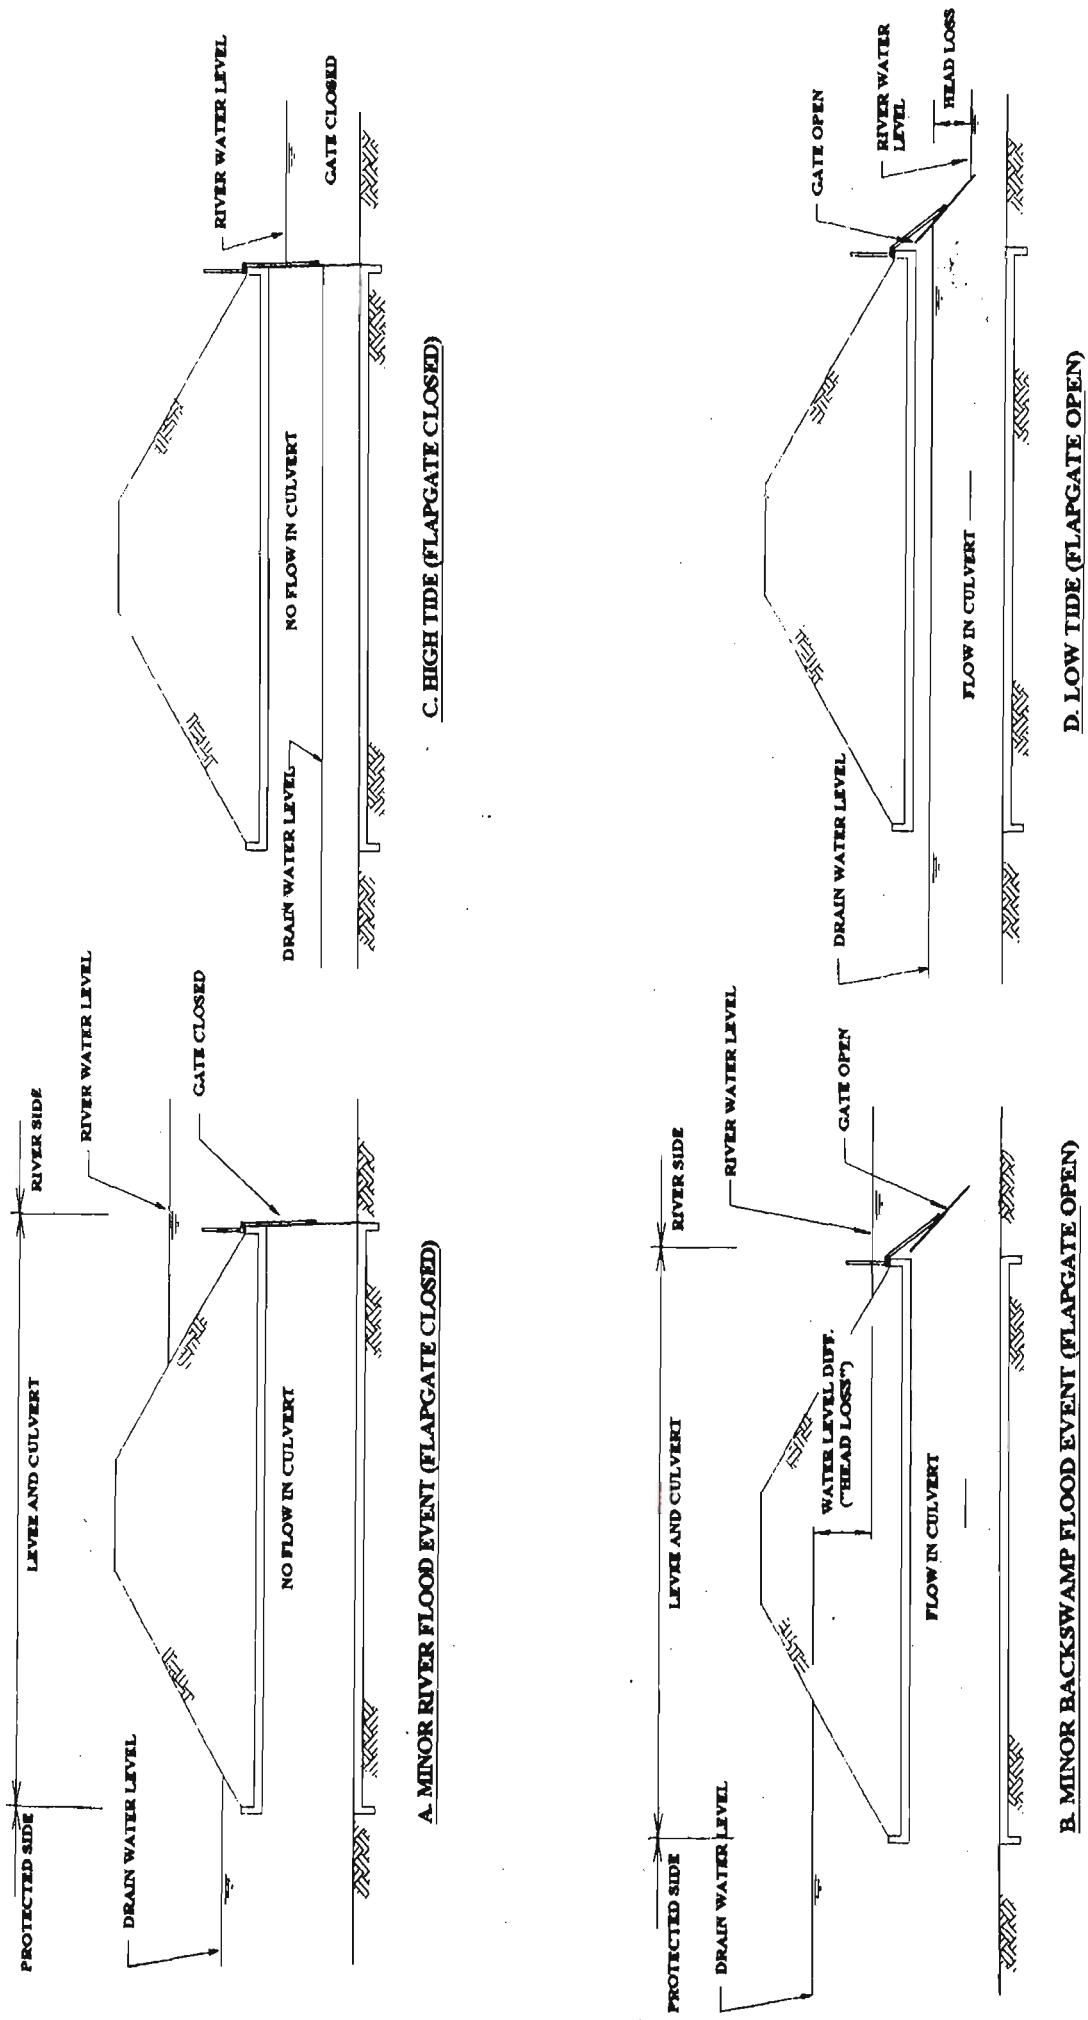 PROTECTED SIDE
LEVEE AND CULVERT
RIVER SIDE
DRAIN WATER LEVEL
RIVER WATER LEVEL
GATE CLOSED
NO FLOW IN CULVERT
A. MINOR RIVER FLOOD EVENT (FLAPGATE CLOSED)
RIVER WATER LEVEL
GATE CLOSED
NO FLOW IN CULVERT
DRAIN WATER LEVEL
C. HIGH TIDE (FLAPGATE CLOSED)
PROTECTED SIDE
LEVEE AND CULVERT
RIVER SIDE
DRAIN WATER LEVEL
RIVER WATER LEVEL
WATER LEVEL DIFF.
("HEAD LOSS")
GATE OPEN
FLOW IN CULVERT
B. MINOR BACKSWAMP FLOOD EVENT (FLAPGATE OPEN)
GATE OPEN
RIVER WATER
LEVEL
HEAD LOSS
DRAIN WATER LEVEL
FLOW IN CULVERT
D. LOW TIDE (FLAPGATE OPEN)